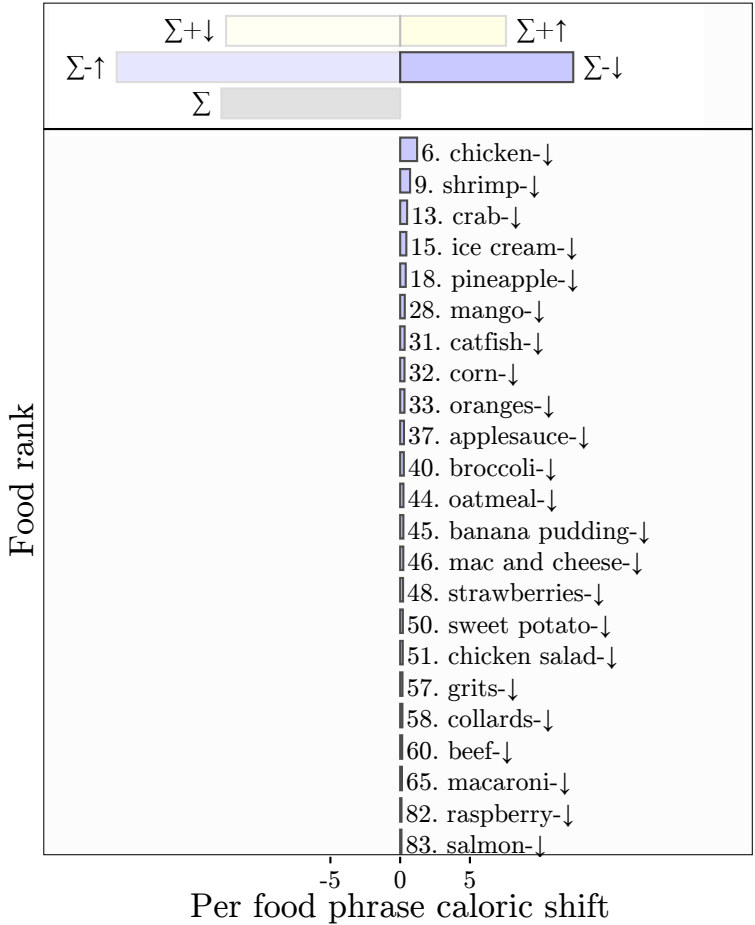 ∑+↓ ∑+↑
∑-↑ ∑-↓
∑
6. chicken-↓
9. shrimp-↓
13. crab-↓
15. ice cream-↓
18. pineapple-↓
28. mango-↓
31. catfish-↓
32. corn-↓
33. oranges-↓
37. applesauce-↓
40. broccoli-↓
44. oatmeal-↓
45. banana pudding-↓
46. mac and cheese-↓
48. strawberries-↓
50. sweet potato-↓
51. chicken salad-↓
57. grits-↓
58. collards-↓
60. beef-↓
65. macaroni-↓
82. raspberry-↓
83. salmon-↓
Food rank
-5 0 5
Per food phrase caloric shift